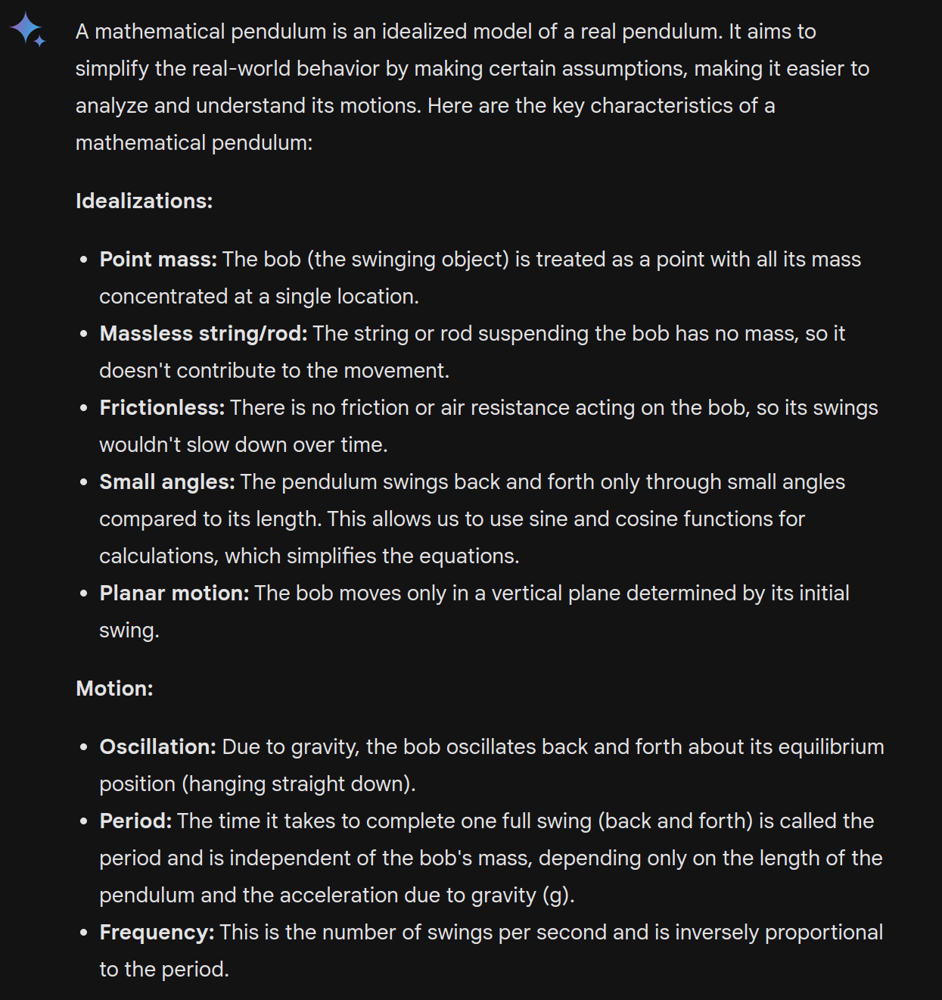 A mathematical pendulum is an idealized model of a real pendulum. It aims to
simplify the real-world behavior by making certain assumptions, making it easier to
analyze and understand its motions. Here are the key characteristics of a
mathematical pendulum:
Idealizations:
• Point mass: The bob (the swinging object) is treated as a point with all its mass
concentrated at a single location.
• Massless string/rod: The string or rod suspending the bob has no mass, so it
doesn't contribute to the movement.
• Frictionless: There is no friction or air resistance acting on the bob, so its swings
wouldn't slow down over time.
• Small angles: The pendulum swings back and forth only through small angles
compared to its length. This allows us to use sine and cosine functions for
calculations, which simplifies the equations.
• Planar motion: The bob moves only in a vertical plane determined by its initial
swing.
Motion:
• Oscillation: Due to gravity, the bob oscillates back and forth about its equilibrium
position (hanging straight down).
• Period: The time it takes to complete one full swing (back and forth) is called the
period and is independent of the bob's mass, depending only on the length of the
pendulum and the acceleration due to gravity (g).
• Frequency: This is the number of swings per second and is inversely proportional
to the period.